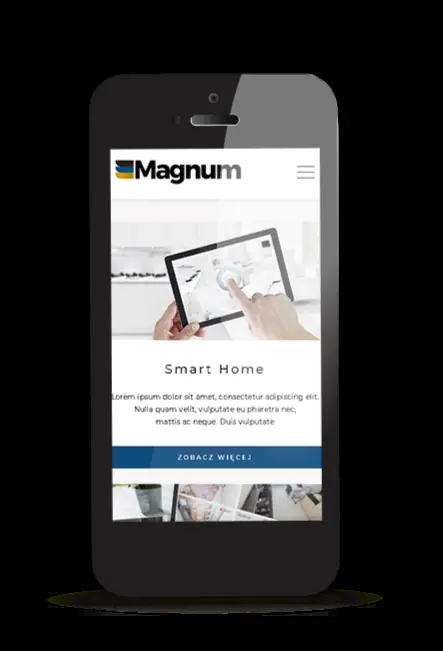 Magnum
Smart Home
Lorem ipsum dolor sit amet, consectetur adipiscing elit.
Nulla quam velit, vulputate eu pharetra nec,
mattis ac neque. Duis vulputate
ZOBACZ WIĘCEJ